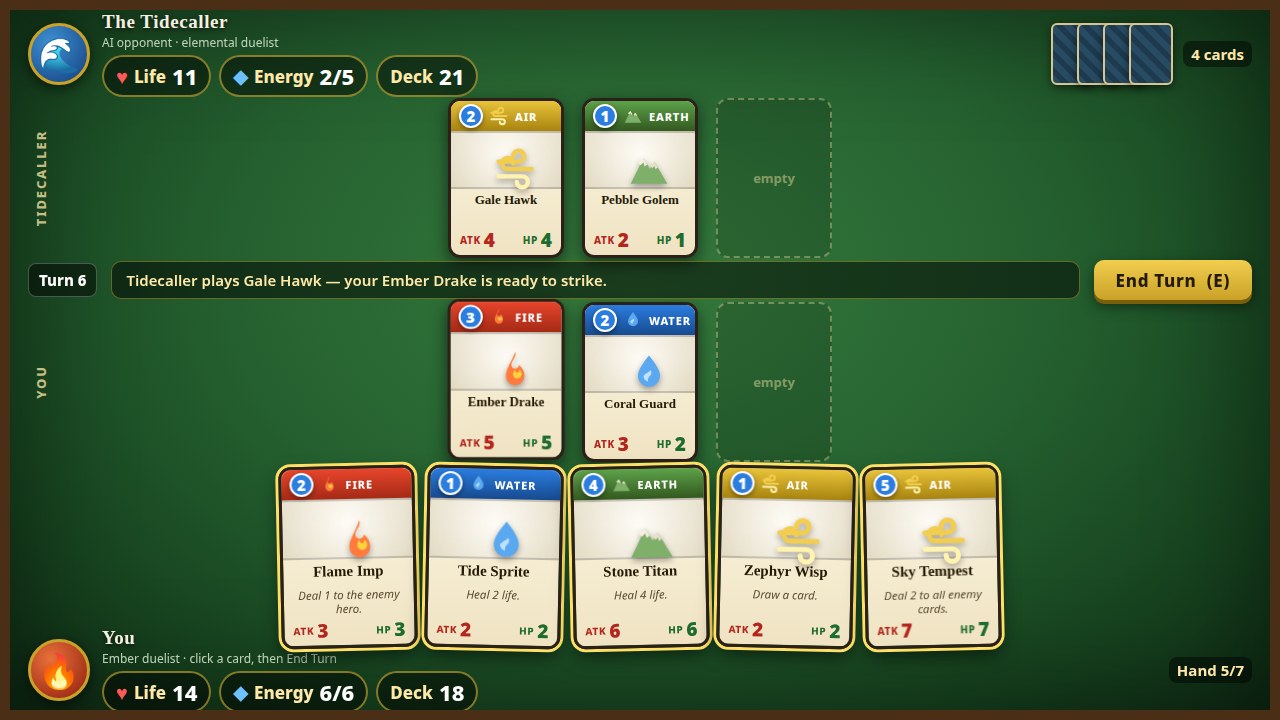 The Tidecaller
AI opponent · elemental duelist
♥ Life 11 ◆ Energy 2/5 Deck 21
4 cards
TIDECALLER
2 AIR
Gale Hawk
ATK 4 HP 4
1 EARTH
Pebble Golem
ATK 2 HP 1
empty
Turn 6
Tidecaller plays Gale Hawk — your Ember Drake is ready to strike.
End Turn (E)
YOU
3 FIRE
Ember Drake
ATK 5 HP 5
2 WATER
Coral Guard
ATK 3 HP 2
empty
2 FIRE
Flame Imp
Deal 1 to the enemy
hero.
ATK 3 HP 3
1 WATER
Tide Sprite
Heal 2 life.
ATK 2 HP 2
4 EARTH
Stone Titan
Heal 4 life.
ATK 6 HP 6
1 AIR
Zephyr Wisp
Draw a card.
ATK 2 HP 2
5 AIR
Sky Tempest
Deal 2 to all enemy
cards.
ATK 7 HP 7
You
Ember duelist · click a card, then End Turn
♥ Life 14 ◆ Energy 6/6 Deck 18
Hand 5/7